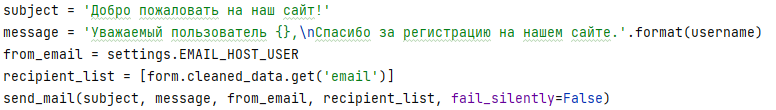 subject = 'Добро пожаловать на наш сайт!'
message = 'Уважаемый пользователь {},\nСпасибо за регистрацию на нашем сайте.'.format(username)
from_email = settings.EMAIL_HOST_USER
recipient_list = [form.cleaned_data.get('email')]
send_mail(subject, message, from_email, recipient_list, fail_silently=False)